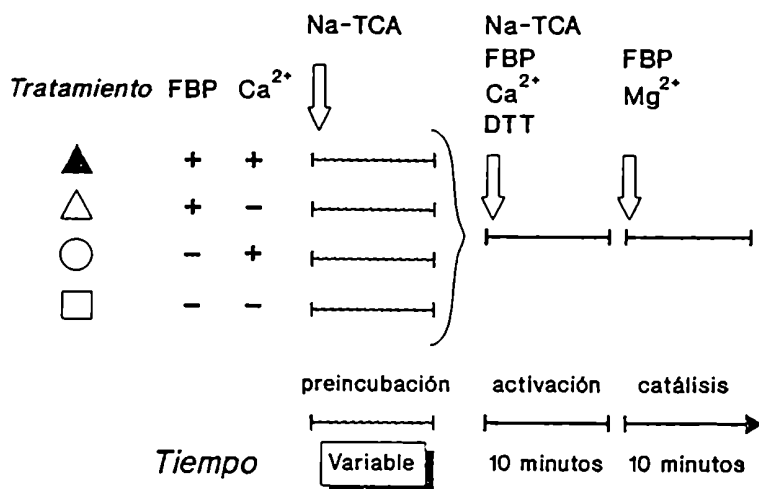 Na-TCA
Na-TCA
FBP
Ca²⁺
DTT
FBP
Mg²⁺
Tratamiento FBP Ca²⁺
+ +
+ -
- +
- -
preincubación activación catálisis
Tiempo Variable 10 minutos 10 minutos